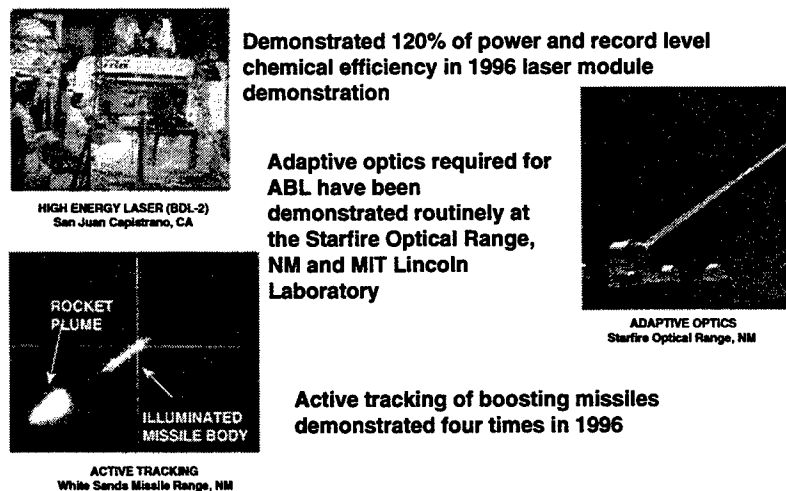 Demonstrated 120% of power and record level
chemical efficiency in 1996 laser module
demonstration
HIGH ENERGY LASER (BDL-2)
San Juan Capistrano, CA
Adaptive optics required for
ABL have been
demonstrated routinely at
the Starfire Optical Range,
NM and MIT Lincoln
Laboratory
ADAPTIVE OPTICS
Starfire Optical Range, NM
ROCKET
PLUME
ILLUMINATED
MISSILE BODY
ACTIVE TRACKING
White Sands Missile Range, NM
Active tracking of boosting missiles
demonstrated four times in 1996